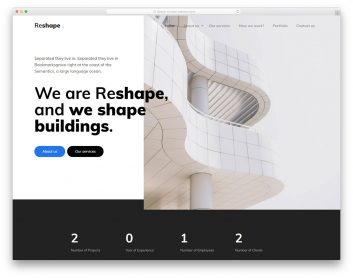 Reshape .
Home About us Our services How we work? Portfolio Contact us
Separated they live in. Separated they live in
Bookmarksgrove right at the coast of the
Semantics, a large language ocean.
We are Reshape,
and we shape
buildings.
About us Our services
2 0 1 2
Number of Projects Year of Experience Number of Employees Number of Clients